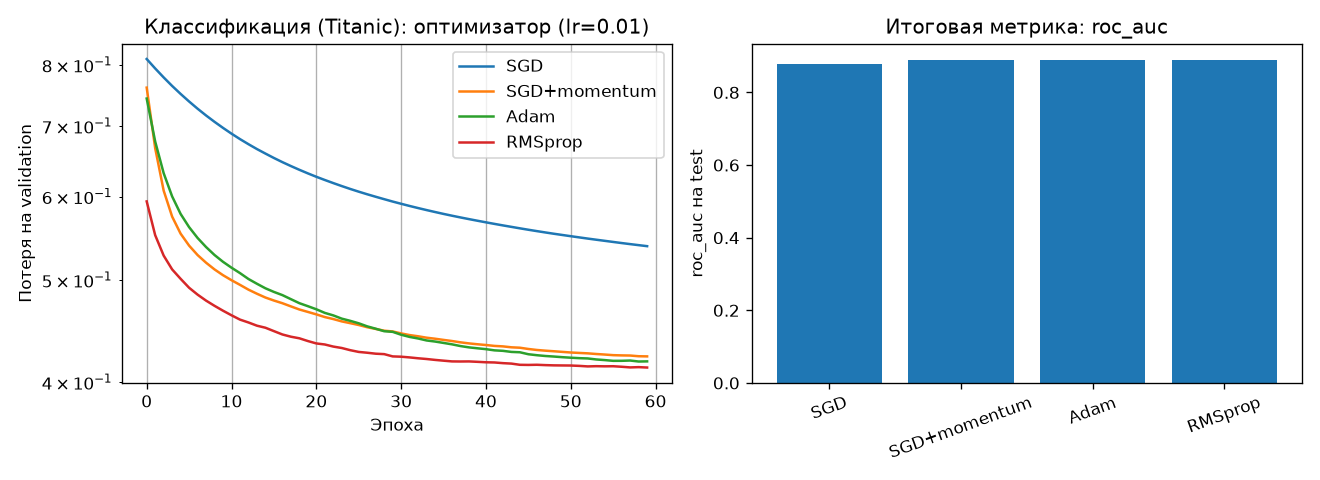 Классификация (Titanic): оптимизатор (lr=0.01)
Потеря на validation
8 × 10⁻¹
7 × 10⁻¹
6 × 10⁻¹
5 × 10⁻¹
4 × 10⁻¹
SGD
SGD+momentum
Adam
RMSprop
0 10 20 30 40 50 60
Эпоха
Итоговая метрика: roc_auc
roc_auc на test
0.8
0.6
0.4
0.2
0.0
SGD
SGD+momentum
Adam
RMSprop